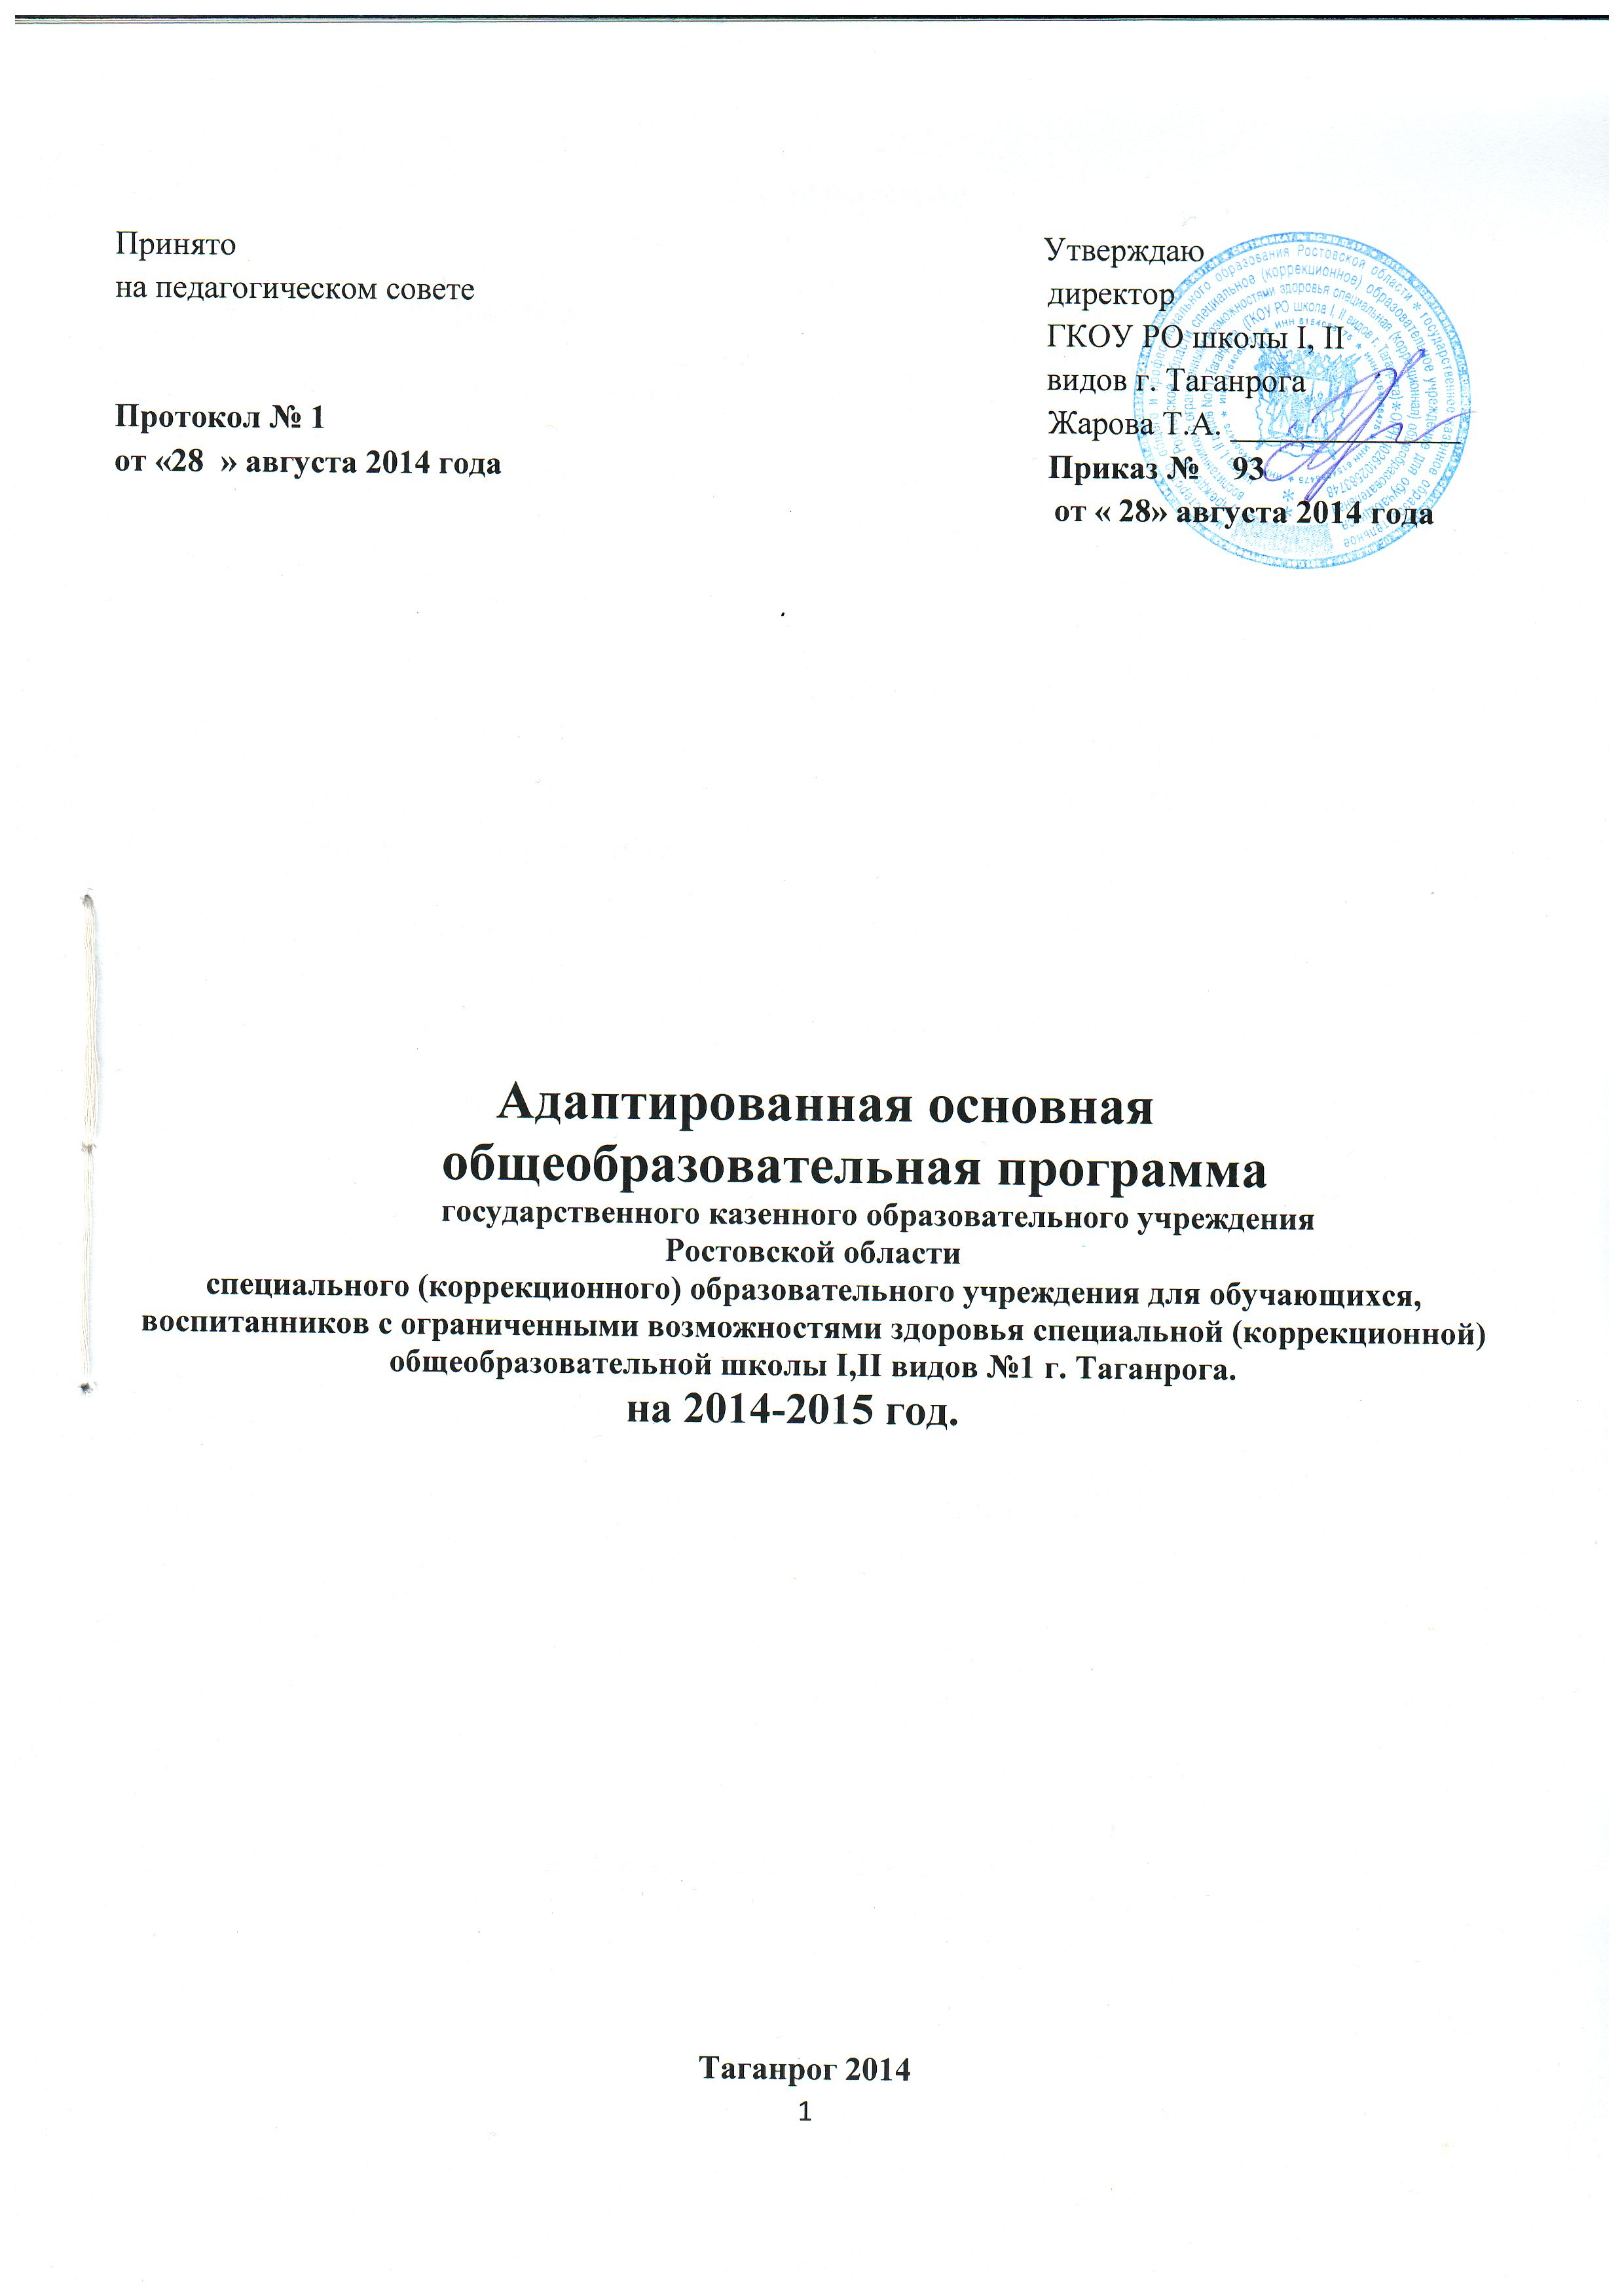 Принято
на педагогическом совете
Протокол № 1
от «28 » августа 2014 года
Утверждаю
директор
ГКОУ РО школы I, II
видов г. Таганрога
Жарова Т.А. ______________
Приказ № 93
от « 28» августа 2014 года
Адаптированная основная
общеобразовательная программа
государственного казенного образовательного учреждения
Ростовской области
специального (коррекционного) образовательного учреждения для обучающихся,
воспитанников с ограниченными возможностями здоровья специальной (коррекционной)
общеобразовательной школы I,II видов №1 г. Таганрога.
на 2014-2015 год.
Таганрог 2014
1